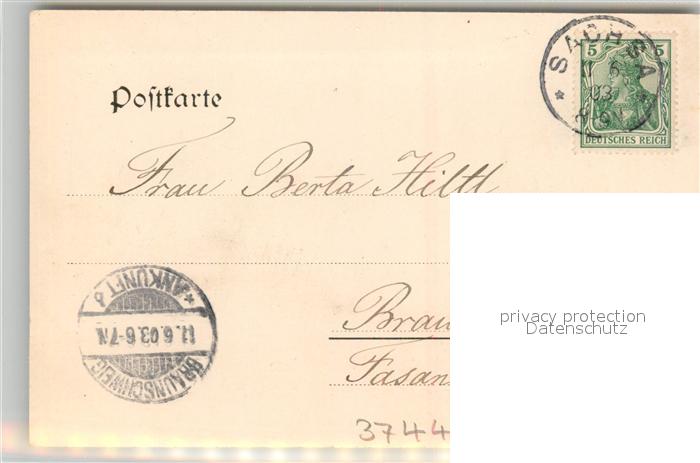 SACHSA
5 5
DEUTSCHES REICH
Postkarte
Frau Berta Hiltl
* ANKUNFT *
11.6.03.6-7N.
BRAUNSCHWEIG
Brau
Fasan
privacy protection
Datenschutz
3744